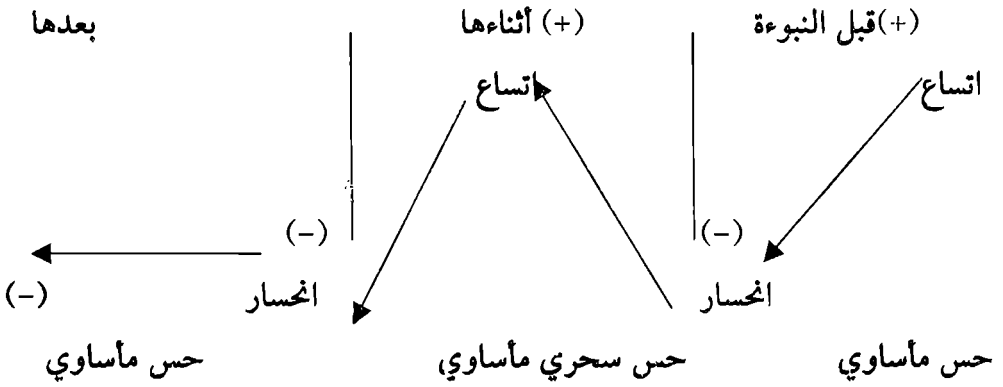 (+)قبل النبوءة (+) أثناءها بعدها
اتساع اتساع
(-) (-)
انحسار انحسار (-)
حس مأساوي حس سحري مأساوي حس مأساوي